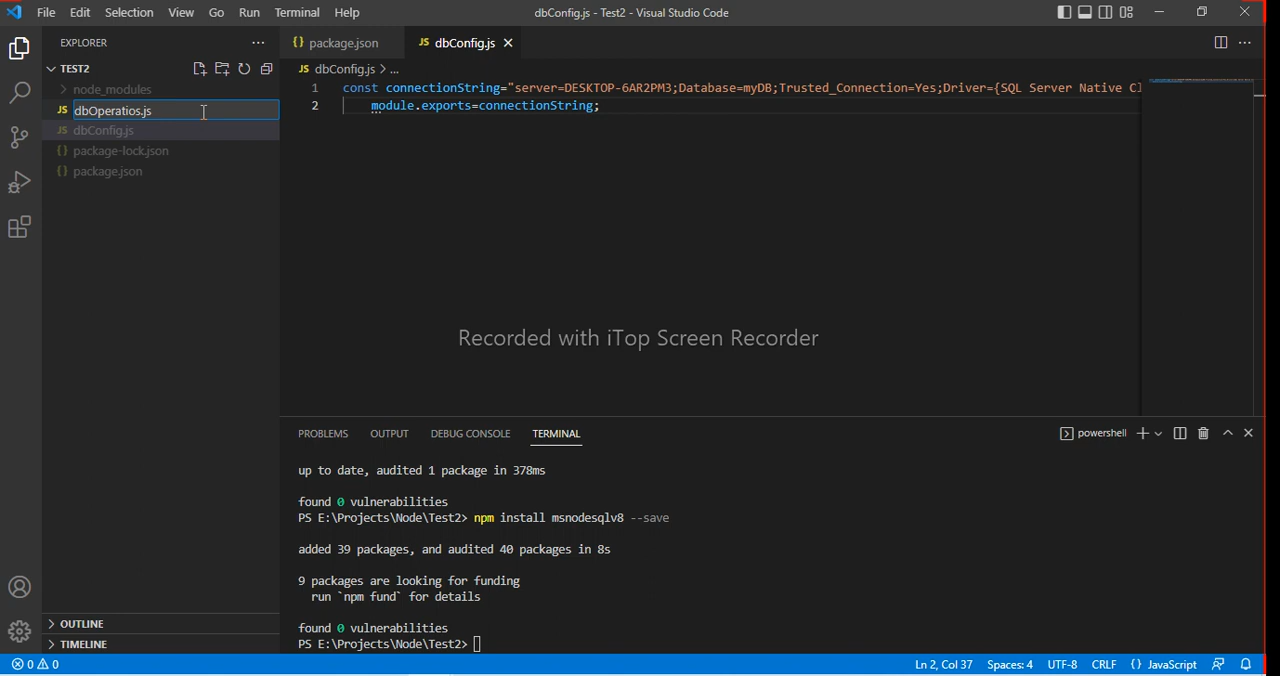 File Edit Selection View Go Run Terminal Help dbConfig.js - Test2 - Visual Studio Code
EXPLORER
TEST2
node_modules
JS dbOperatios.js
JS dbConfig.js
{} package-lock.json
{} package.json
OUTLINE
TIMELINE
{} package.json JS dbConfig.js
JS dbConfig.js > ...
1 const connectionString="server=DESKTOP-6AR2PM3;Database=myDB;Trusted_Connection=Yes;Driver={SQL Server Native Cl
2 module.exports=connectionString;
Recorded with iTop Screen Recorder
PROBLEMS OUTPUT DEBUG CONSOLE TERMINAL powershell
up to date, audited 1 package in 378ms
found 0 vulnerabilities
PS E:\Projects\Node\Test2> npm install msnodesqlv8 --save
added 39 packages, and audited 40 packages in 8s
9 packages are looking for funding
run `npm fund` for details
found 0 vulnerabilities
PS E:\Projects\Node\Test2>
0 0 Ln 2, Col 37 Spaces: 4 UTF-8 CRLF {} JavaScript